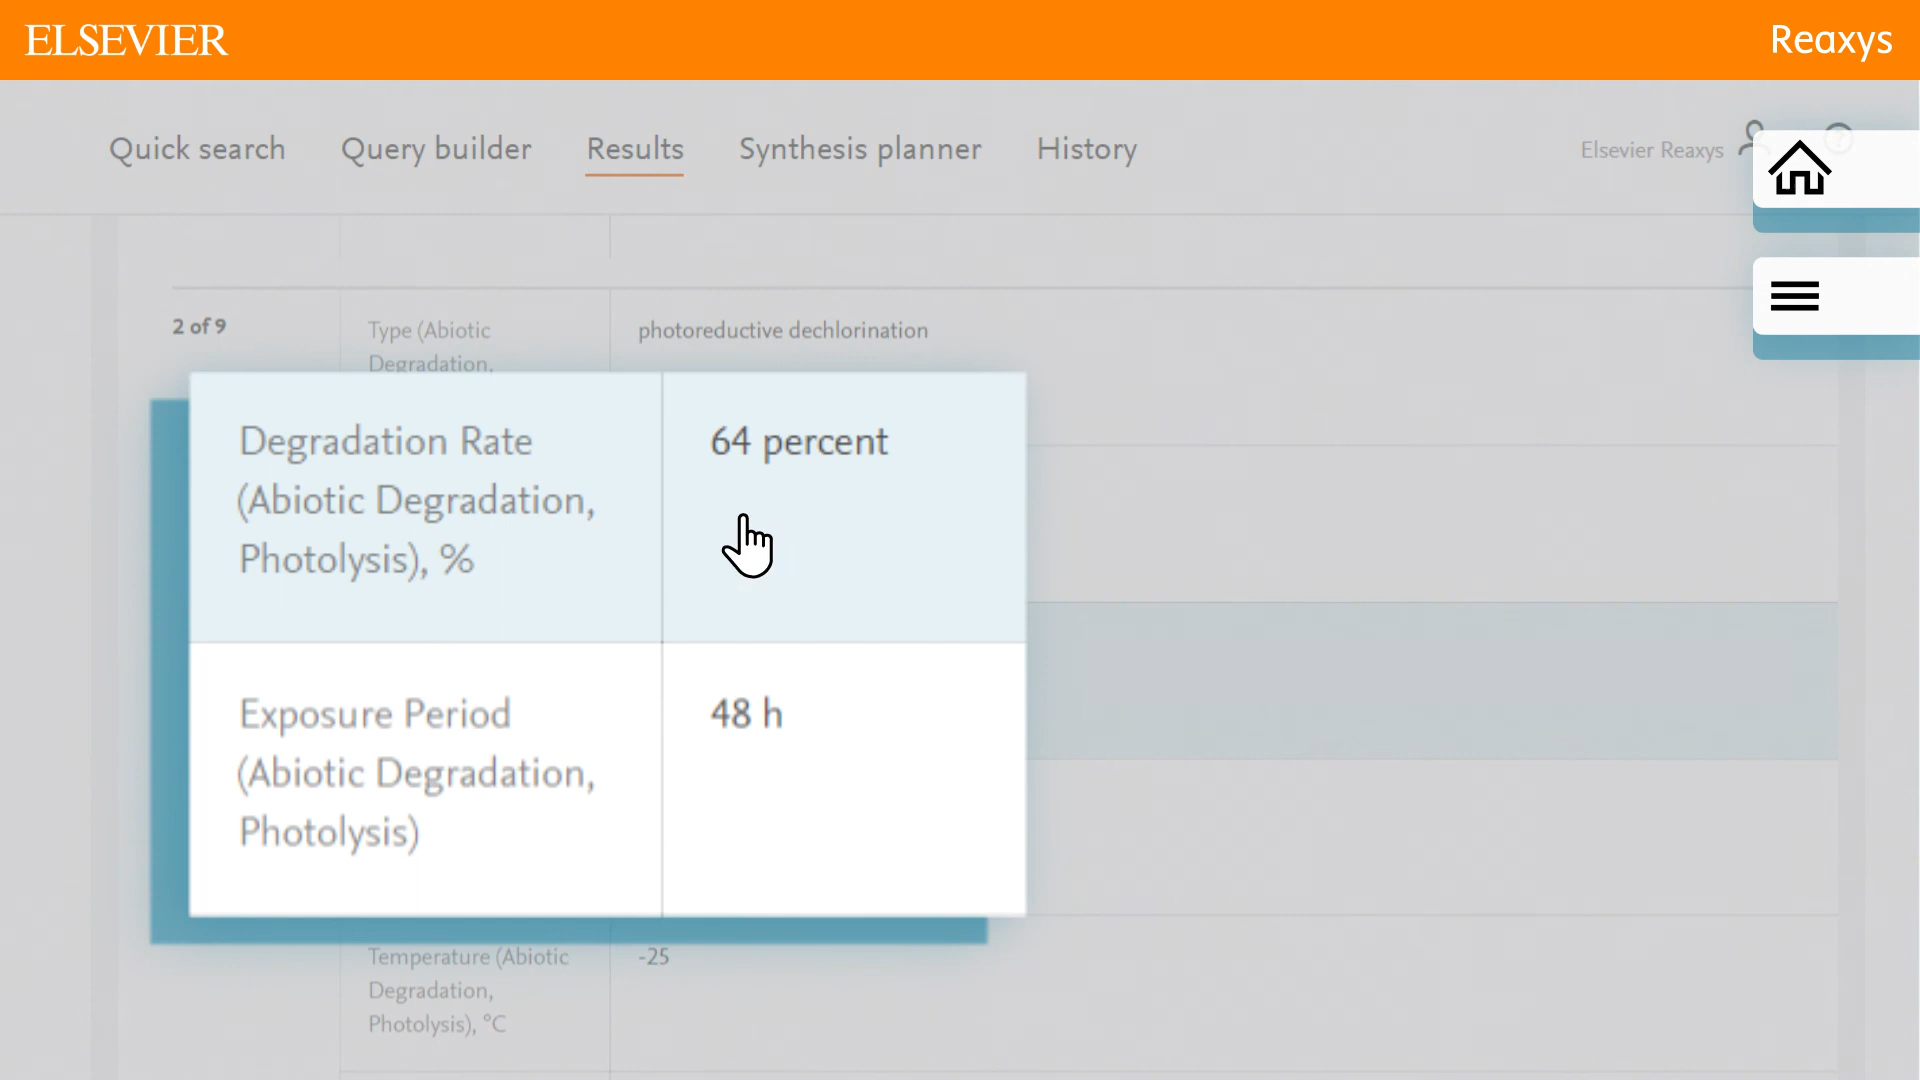 ELSEVIER
Reaxys
Quick search
Query builder
Results
Synthesis planner
History
Elsevier Reaxys
2 of 9
Type (Abiotic
Degradation,
photoreductive dechlorination
Degradation Rate
(Abiotic Degradation,
Photolysis), %
64 percent
Exposure Period
(Abiotic Degradation,
Photolysis)
48 h
Temperature (Abiotic
Degradation,
Photolysis), °C
-25